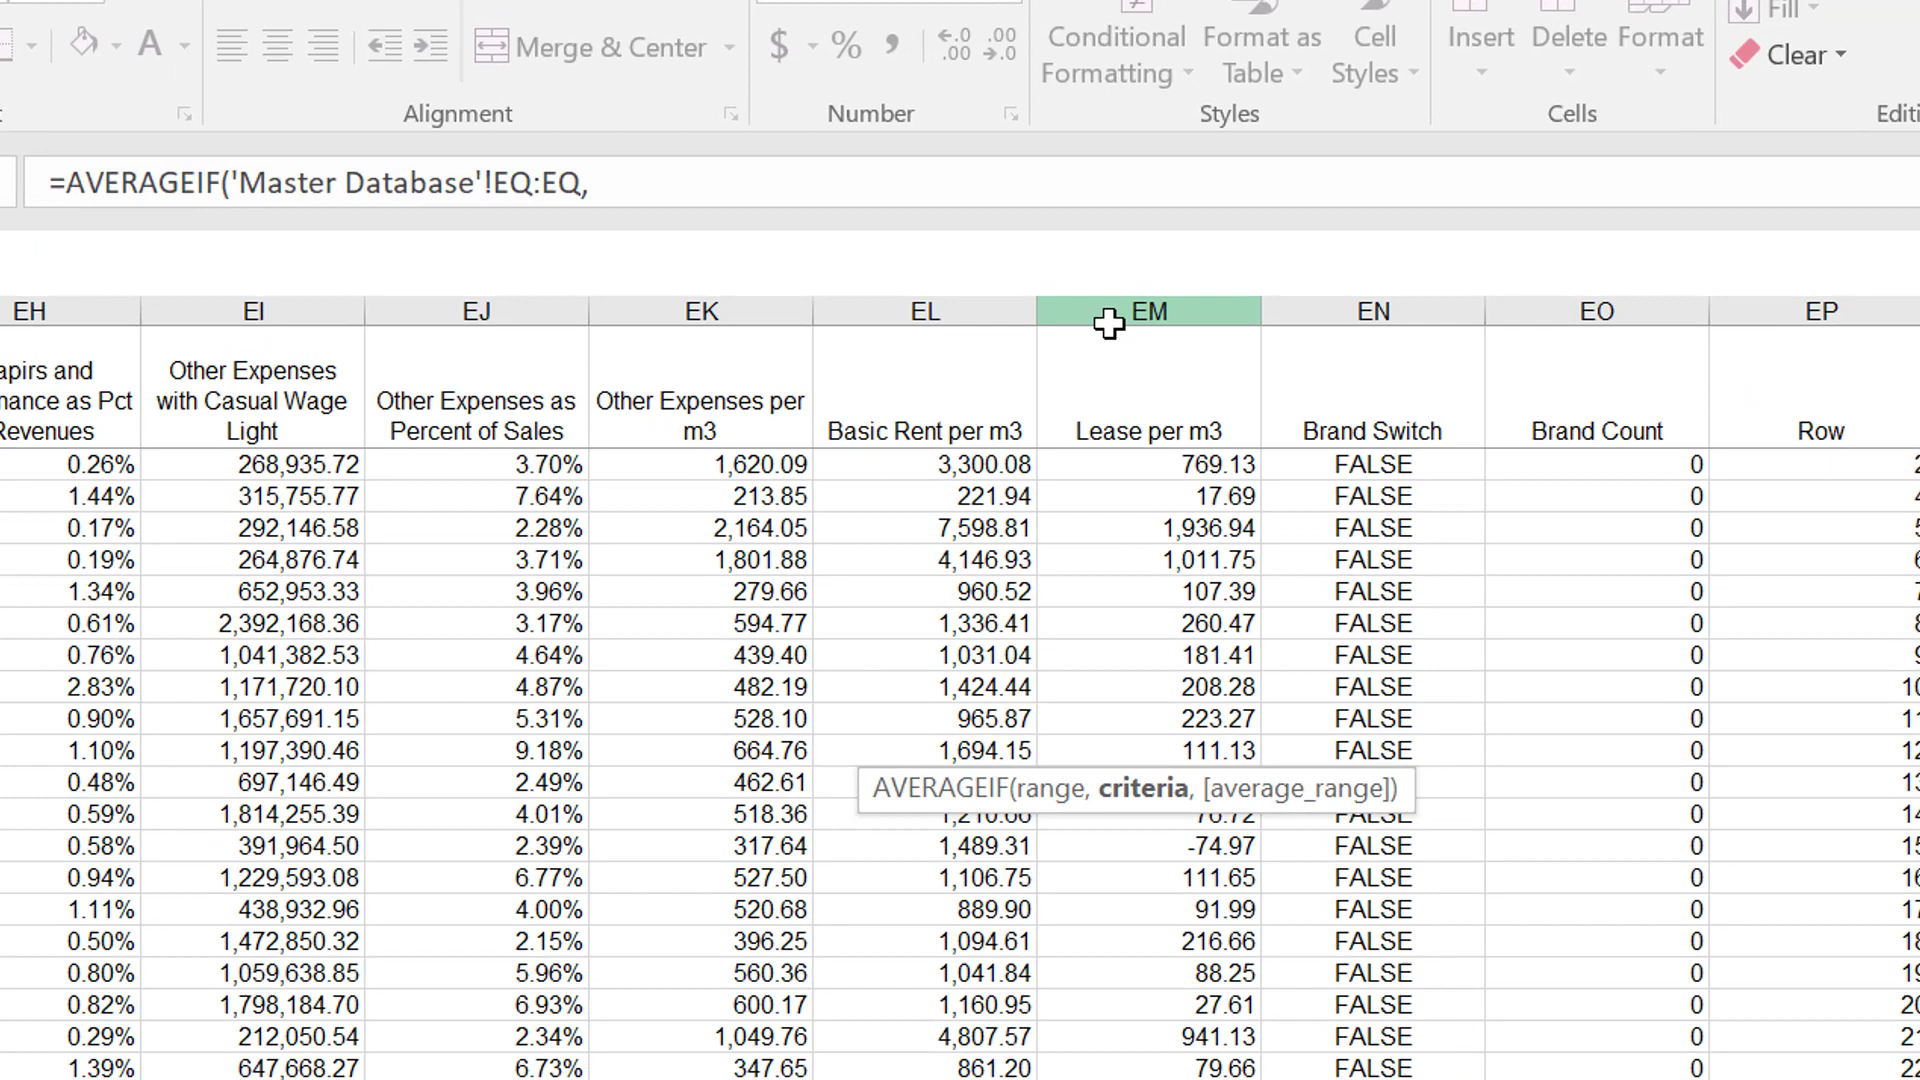 Conditional
Formatting
Format as
Table
Cell
Styles
Insert
Delete
Format
Fill
Clear
A
Merge & Center
$ % ,
.0
.00
.00
.0
Alignment
Number
Styles
Cells
=AVERAGEIF('Master Database'!EQ:EQ,
EH EI EJ EK EL EM EN EO EP
Other Expenses
with Casual Wage
Light
Other Expenses as
Percent of Sales
Other Expenses per
m3
Basic Rent per m3
Lease per m3
Brand Switch
Brand Count
Row
0.26% 268,935.72 3.70% 1,620.09 3,300.08 769.13 FALSE 0
1.44% 315,755.77 7.64% 213.85 221.94 17.69 FALSE 0
0.17% 292,146.58 2.28% 2,164.05 7,598.81 1,936.94 FALSE 0
0.19% 264,876.74 3.71% 1,801.88 4,146.93 1,011.75 FALSE 0
1.34% 652,953.33 3.96% 279.66 960.52 107.39 FALSE 0
0.61% 2,392,168.36 3.17% 594.77 1,336.41 260.47 FALSE 0
0.76% 1,041,382.53 4.64% 439.40 1,031.04 181.41 FALSE 0
2.83% 1,171,720.10 4.87% 482.19 1,424.44 208.28 FALSE 0
0.90% 1,657,691.15 5.31% 528.10 965.87 223.27 FALSE 0
1.10% 1,197,390.46 9.18% 664.76 1,694.15 111.13 FALSE 0
0.48% 697,146.49 2.49% 462.61 0
AVERAGEIF(range, criteria, [average_range])
0.59% 1,814,255.39 4.01% 518.36 FALSE 0
0.58% 391,964.50 2.39% 317.64 1,489.31 -74.97 FALSE 0
0.94% 1,229,593.08 6.77% 527.50 1,106.75 111.65 FALSE 0
1.11% 438,932.96 4.00% 520.68 889.90 91.99 FALSE 0
0.50% 1,472,850.32 2.15% 396.25 1,094.61 216.66 FALSE 0
0.80% 1,059,638.85 5.96% 560.36 1,041.84 88.25 FALSE 0
0.82% 1,798,184.70 6.93% 600.17 1,160.95 27.61 FALSE 0
0.29% 212,050.54 2.34% 1,049.76 4,807.57 941.13 FALSE 0
1.39% 647,668.27 6.73% 347.65 861.20 79.66 FALSE 0